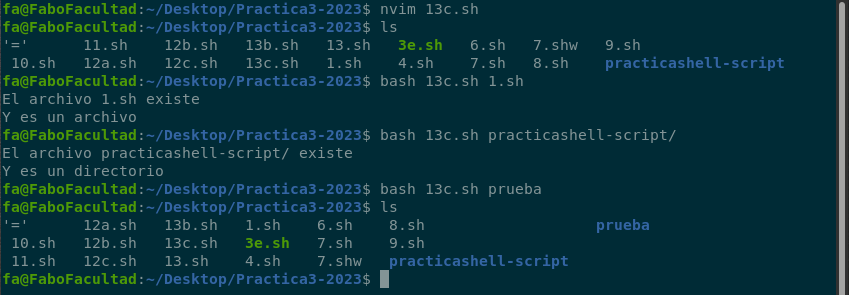 fa@FaboFacultad:~/Desktop/Practica3-2023$ nvim 13c.sh
fa@FaboFacultad:~/Desktop/Practica3-2023$ ls
'='      11.sh    12b.sh   13b.sh   13.sh   3e.sh   6.sh   7.shw   9.sh
 10.sh   12a.sh   12c.sh   13c.sh   1.sh    4.sh    7.sh   8.sh    practicashell-script
fa@FaboFacultad:~/Desktop/Practica3-2023$ bash 13c.sh 1.sh
El archivo 1.sh existe
Y es un archivo
fa@FaboFacultad:~/Desktop/Practica3-2023$ bash 13c.sh practicashell-script/
El archivo practicashell-script/ existe
Y es un directorio
fa@FaboFacultad:~/Desktop/Practica3-2023$ bash 13c.sh prueba
fa@FaboFacultad:~/Desktop/Practica3-2023$ ls
'='      12a.sh   13b.sh   1.sh    6.sh    8.sh                   prueba
 10.sh   12b.sh   13c.sh   3e.sh   7.sh    9.sh
 11.sh   12c.sh   13.sh    4.sh    7.shw   practicashell-script
fa@FaboFacultad:~/Desktop/Practica3-2023$